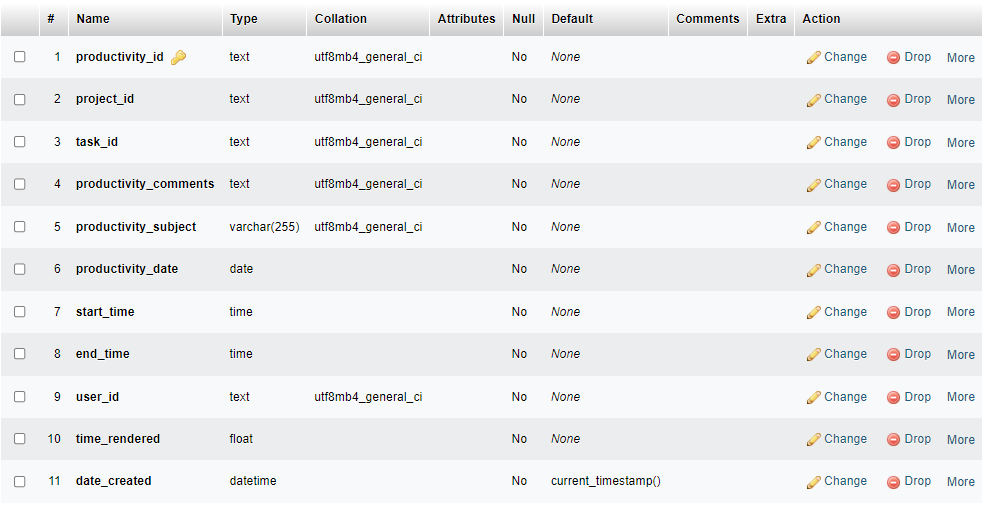 # Name Type Collation Attributes Null Default Comments Extra Action
1 productivity_id text utf8mb4_general_ci No None Change Drop More
2 project_id text utf8mb4_general_ci No None Change Drop More
3 task_id text utf8mb4_general_ci No None Change Drop More
4 productivity_comments text utf8mb4_general_ci No None Change Drop More
5 productivity_subject varchar(255) utf8mb4_general_ci No None Change Drop More
6 productivity_date date No None Change Drop More
7 start_time time No None Change Drop More
8 end_time time No None Change Drop More
9 user_id text utf8mb4_general_ci No None Change Drop More
10 time_rendered float No None Change Drop More
11 date_created datetime No current_timestamp() Change Drop More